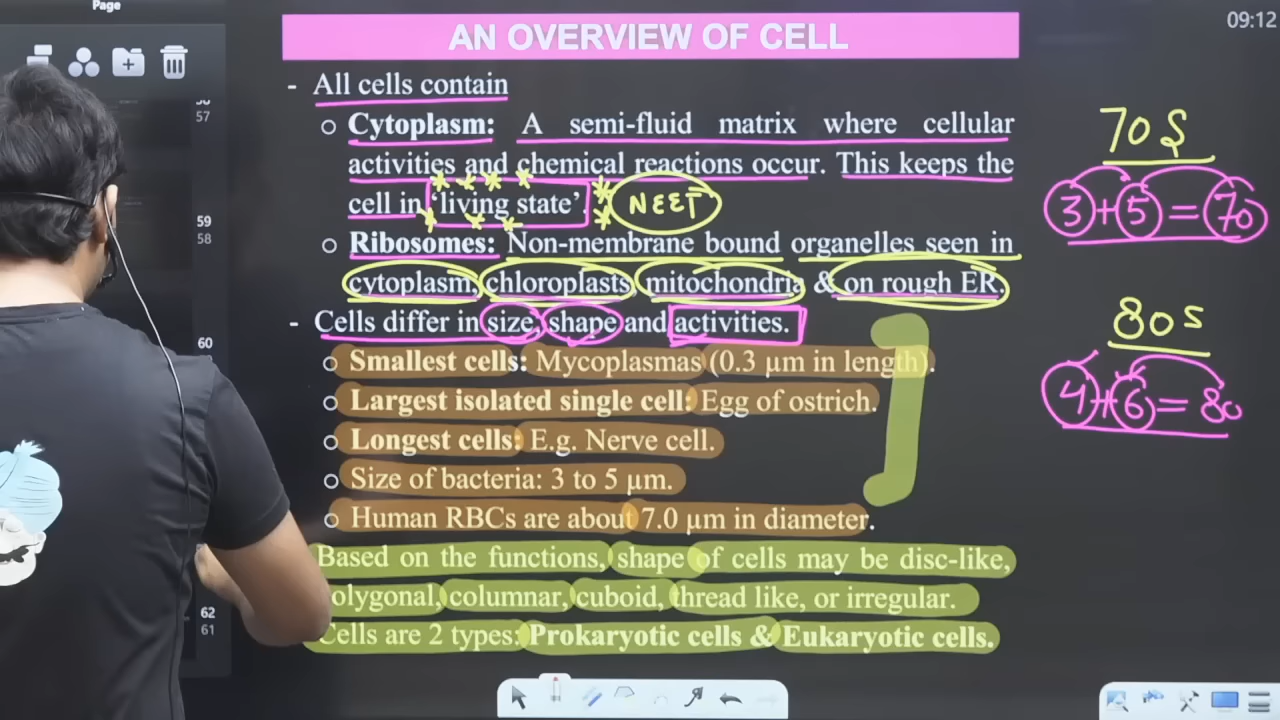 Page
09:12
AN OVERVIEW OF CELL
57
- All cells contain
○ Cytoplasm: A semi-fluid matrix where cellular
activities and chemical reactions occur. This keeps the
cell in 'living state'. NEET
59
58
○ Ribosomes: Non-membrane bound organelles seen in
cytoplasm, chloroplasts, mitochondria & on rough ER.
- Cells differ in size, shape and activities.
60
○ Smallest cells: Mycoplasmas (0.3 µm in length).
○ Largest isolated single cell: Egg of ostrich.
○ Longest cells: E.g. Nerve cell.
○ Size of bacteria: 3 to 5 µm.
○ Human RBCs are about 7.0 µm in diameter.
Based on the functions, shape of cells may be disc-like,
olygonal, columnar, cuboid, thread like, or irregular.
62
61
Cells are 2 types: Prokaryotic cells & Eukaryotic cells.
70S
3+5=70
80s
4+6=80